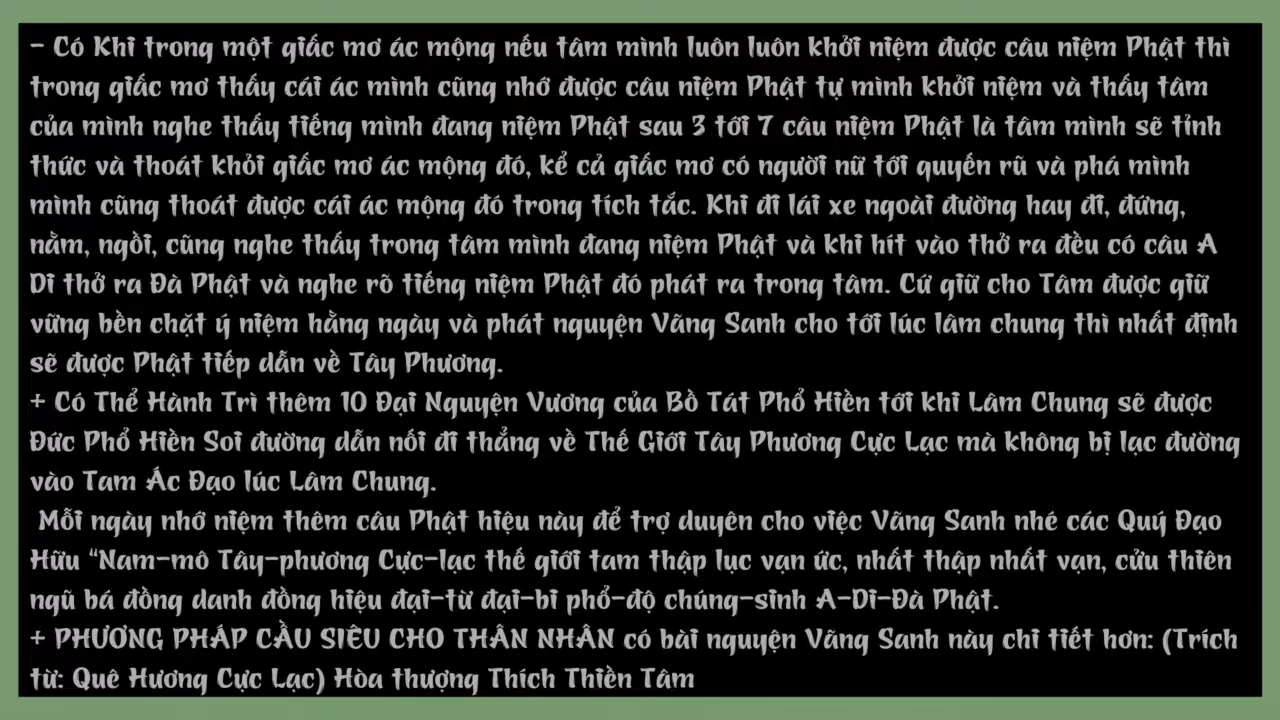 - Có Khi trong một giấc mơ ác mộng nếu tâm mình luôn luôn khởi niệm được câu niệm Phật thì
trong giấc mơ thấy cái ác mình cũng nhớ được câu niệm Phật tự mình khởi niệm và thấy tâm
của mình nghe thấy tiếng mình đang niệm Phật sau 3 tới 7 câu niệm Phật là tâm mình sẽ tỉnh
thức và thoát khỏi giấc mơ ác mộng đó, kể cả giấc mơ có người nữ tới quyến rũ và phá mình
mình cũng thoát được cái ác mộng đó trong tích tắc. Khi đi lái xe ngoài đường hay đi, đứng,
nằm, ngồi, cũng nghe thấy trong tâm mình đang niệm Phật và khi hít vào thở ra đều có câu A
Di thở ra Đà Phật và nghe rõ tiếng niệm Phật đó phát ra trong tâm. Cứ giữ cho Tâm được giữ
vững bền chặt ý niệm hằng ngày và phát nguyện Vãng Sanh cho tới lúc lâm chung thì nhất định
sẽ được Phật tiếp dẫn về Tây Phương.
+ Có Thể Hành Trì thêm 10 Đại Nguyện Vương của Bồ Tát Phổ Hiền tới khi Lâm Chung sẽ được
Đức Phổ Hiền Soi đường dẫn nối đi thẳng về Thế Giới Tây Phương Cực Lạc mà không bị lạc đường
vào Tam Ác Đạo lúc Lâm Chung.
Mỗi ngày nhớ niệm thêm câu Phật hiệu này để trợ duyên cho việc Vãng Sanh nhé các Quý Đạo
Hữu "Nam-mô Tây-phương Cực-lạc thế giới tam thập lục vạn ức, nhất thập nhất vạn, cửu thiên
ngũ bá đồng danh đồng hiệu đại-từ đại-bi phổ-độ chúng-sinh A-Di-Đà Phật.
+ PHƯƠNG PHÁP CẦU SIÊU CHO THÂN NHÂN có bài nguyện Vãng Sanh này chi tiết hơn: (Trích
từ: Quê Hương Cực Lạc) Hòa thượng Thích Thiền Tâm